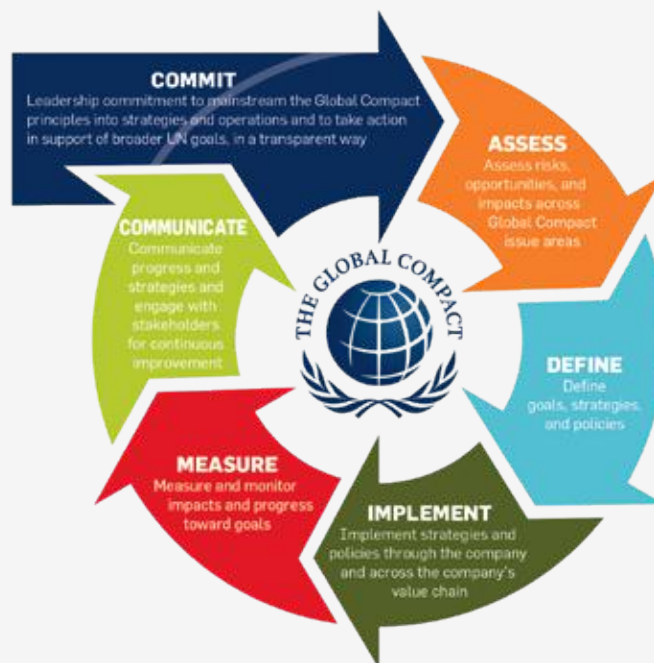 COMMIT
Leadership commitment to mainstream the Global Compact
principles into strategies and operations and to take action
in support of broader UN goals, in a transparent way
ASSESS
Assess risks,
opportunities, and
impacts across
Global Compact
issue areas
DEFINE
Define
goals, strategies,
and policies
IMPLEMENT
Implement strategies and
policies through the company
and across the company's
value chain
MEASURE
Measure and monitor
impacts and progress
toward goals
COMMUNICATE
Communicate
progress and
strategies and
engage with
stakeholders
for continuous
improvement
THE GLOBAL COMPACT